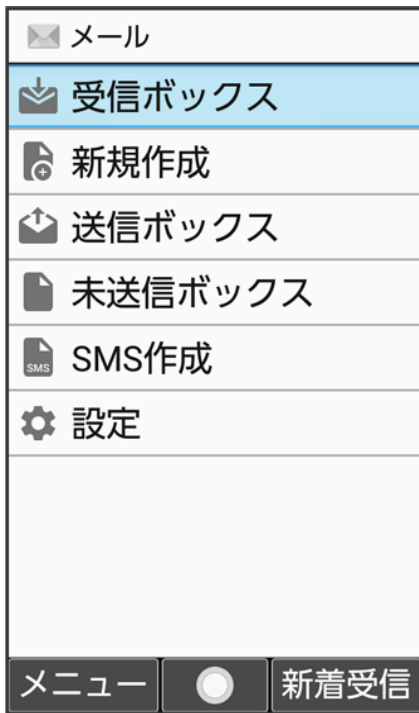 メール
受信ボックス
新規作成
送信ボックス
未送信ボックス
SMS
SMS作成
設定
メニュー
新着受信